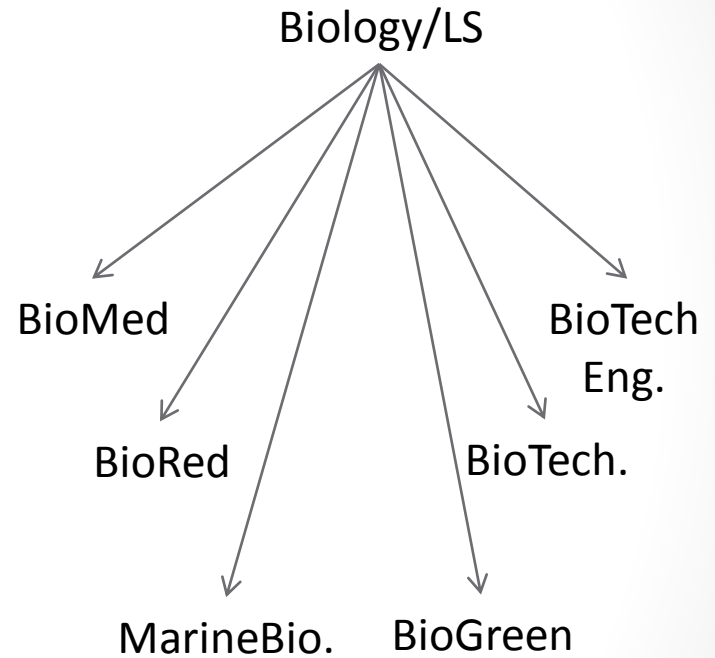 Biology/LS
BioMed
BioTech
Eng.
BioRed
BioTech.
MarineBio.
BioGreen